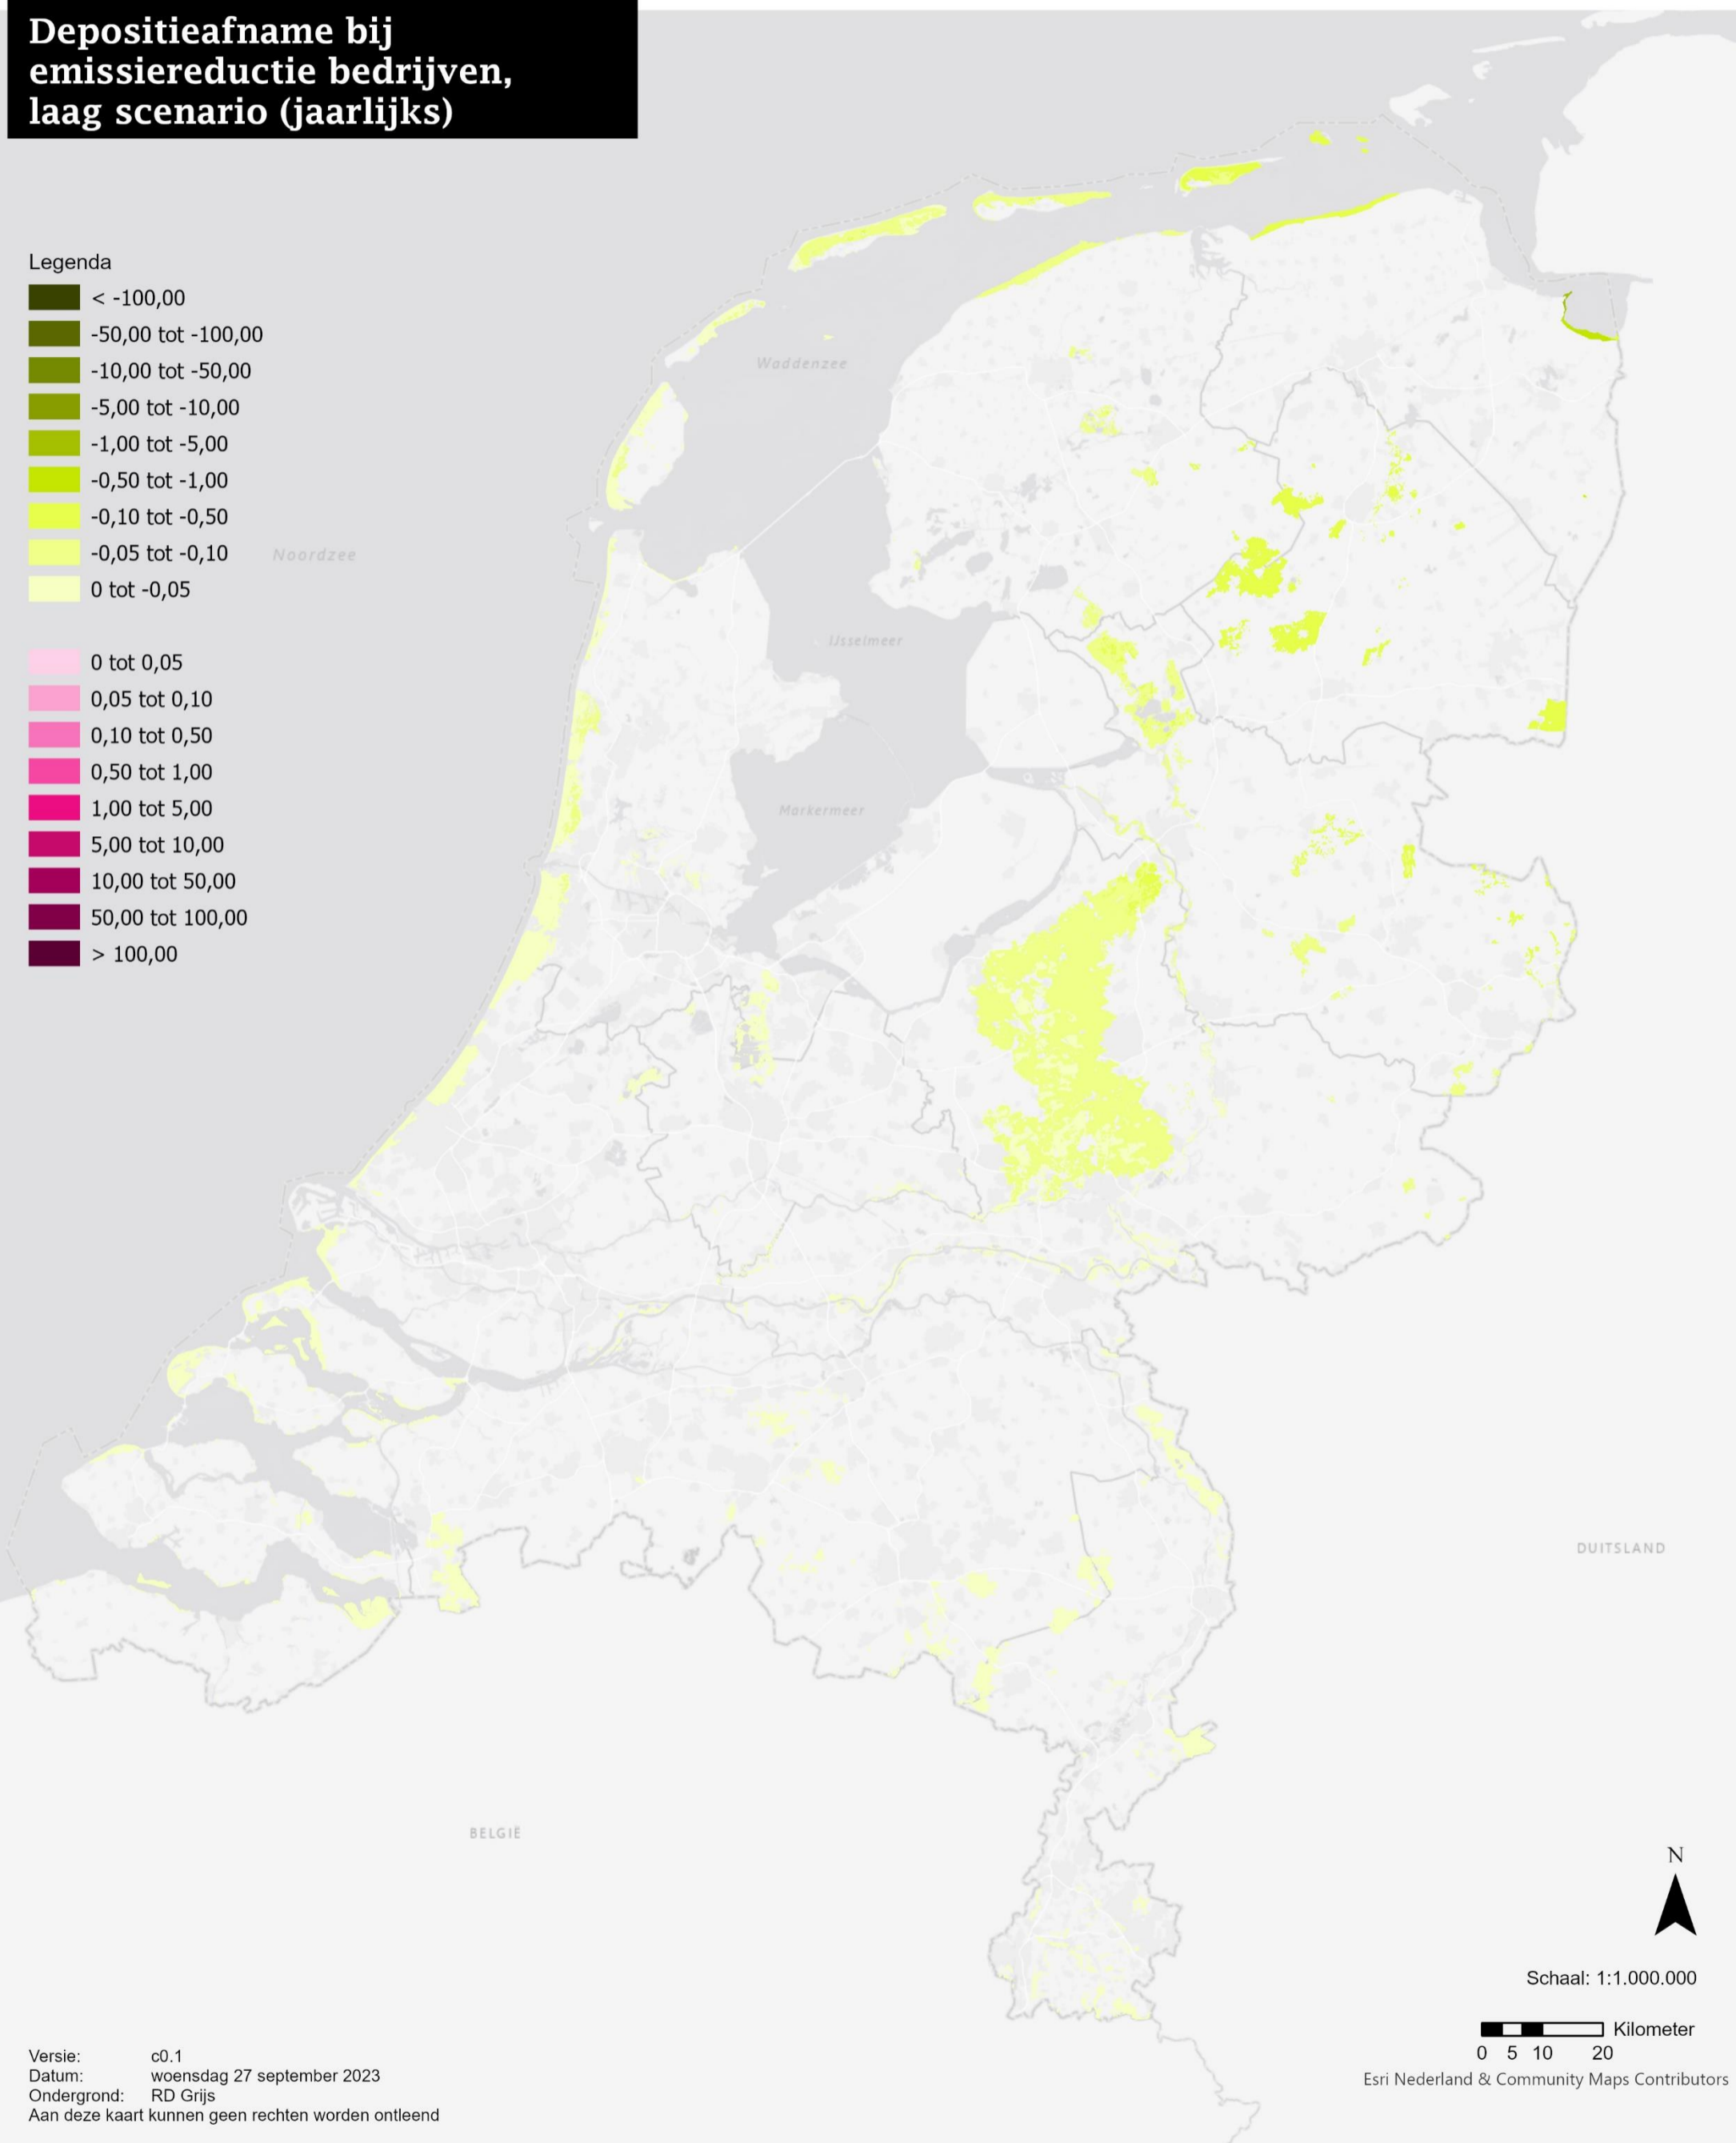 Depositieafname bij
emissiereductie bedrijven,
laag scenario (jaarlijks)
Legenda
< -100,00
-50,00 tot -100,00
-10,00 tot -50,00
-5,00 tot -10,00
-1,00 tot -5,00
-0,50 tot -1,00
-0,10 tot -0,50
-0,05 tot -0,10
0 tot -0,05
0 tot 0,05
0,05 tot 0,10
0,10 tot 0,50
0,50 tot 1,00
1,00 tot 5,00
5,00 tot 10,00
10,00 tot 50,00
50,00 tot 100,00
> 100,00
Waddenzee
Noordzee
IJsselmeer
Markermeer
DUITSLAND
BELGIË
N
Schaal: 1:1.000.000
Kilometer
0 5 10 20
Esri Nederland & Community Maps Contributors
Versie: c0.1
Datum: woensdag 27 september 2023
Ondergrond: RD Grijs
Aan deze kaart kunnen geen rechten worden ontleend